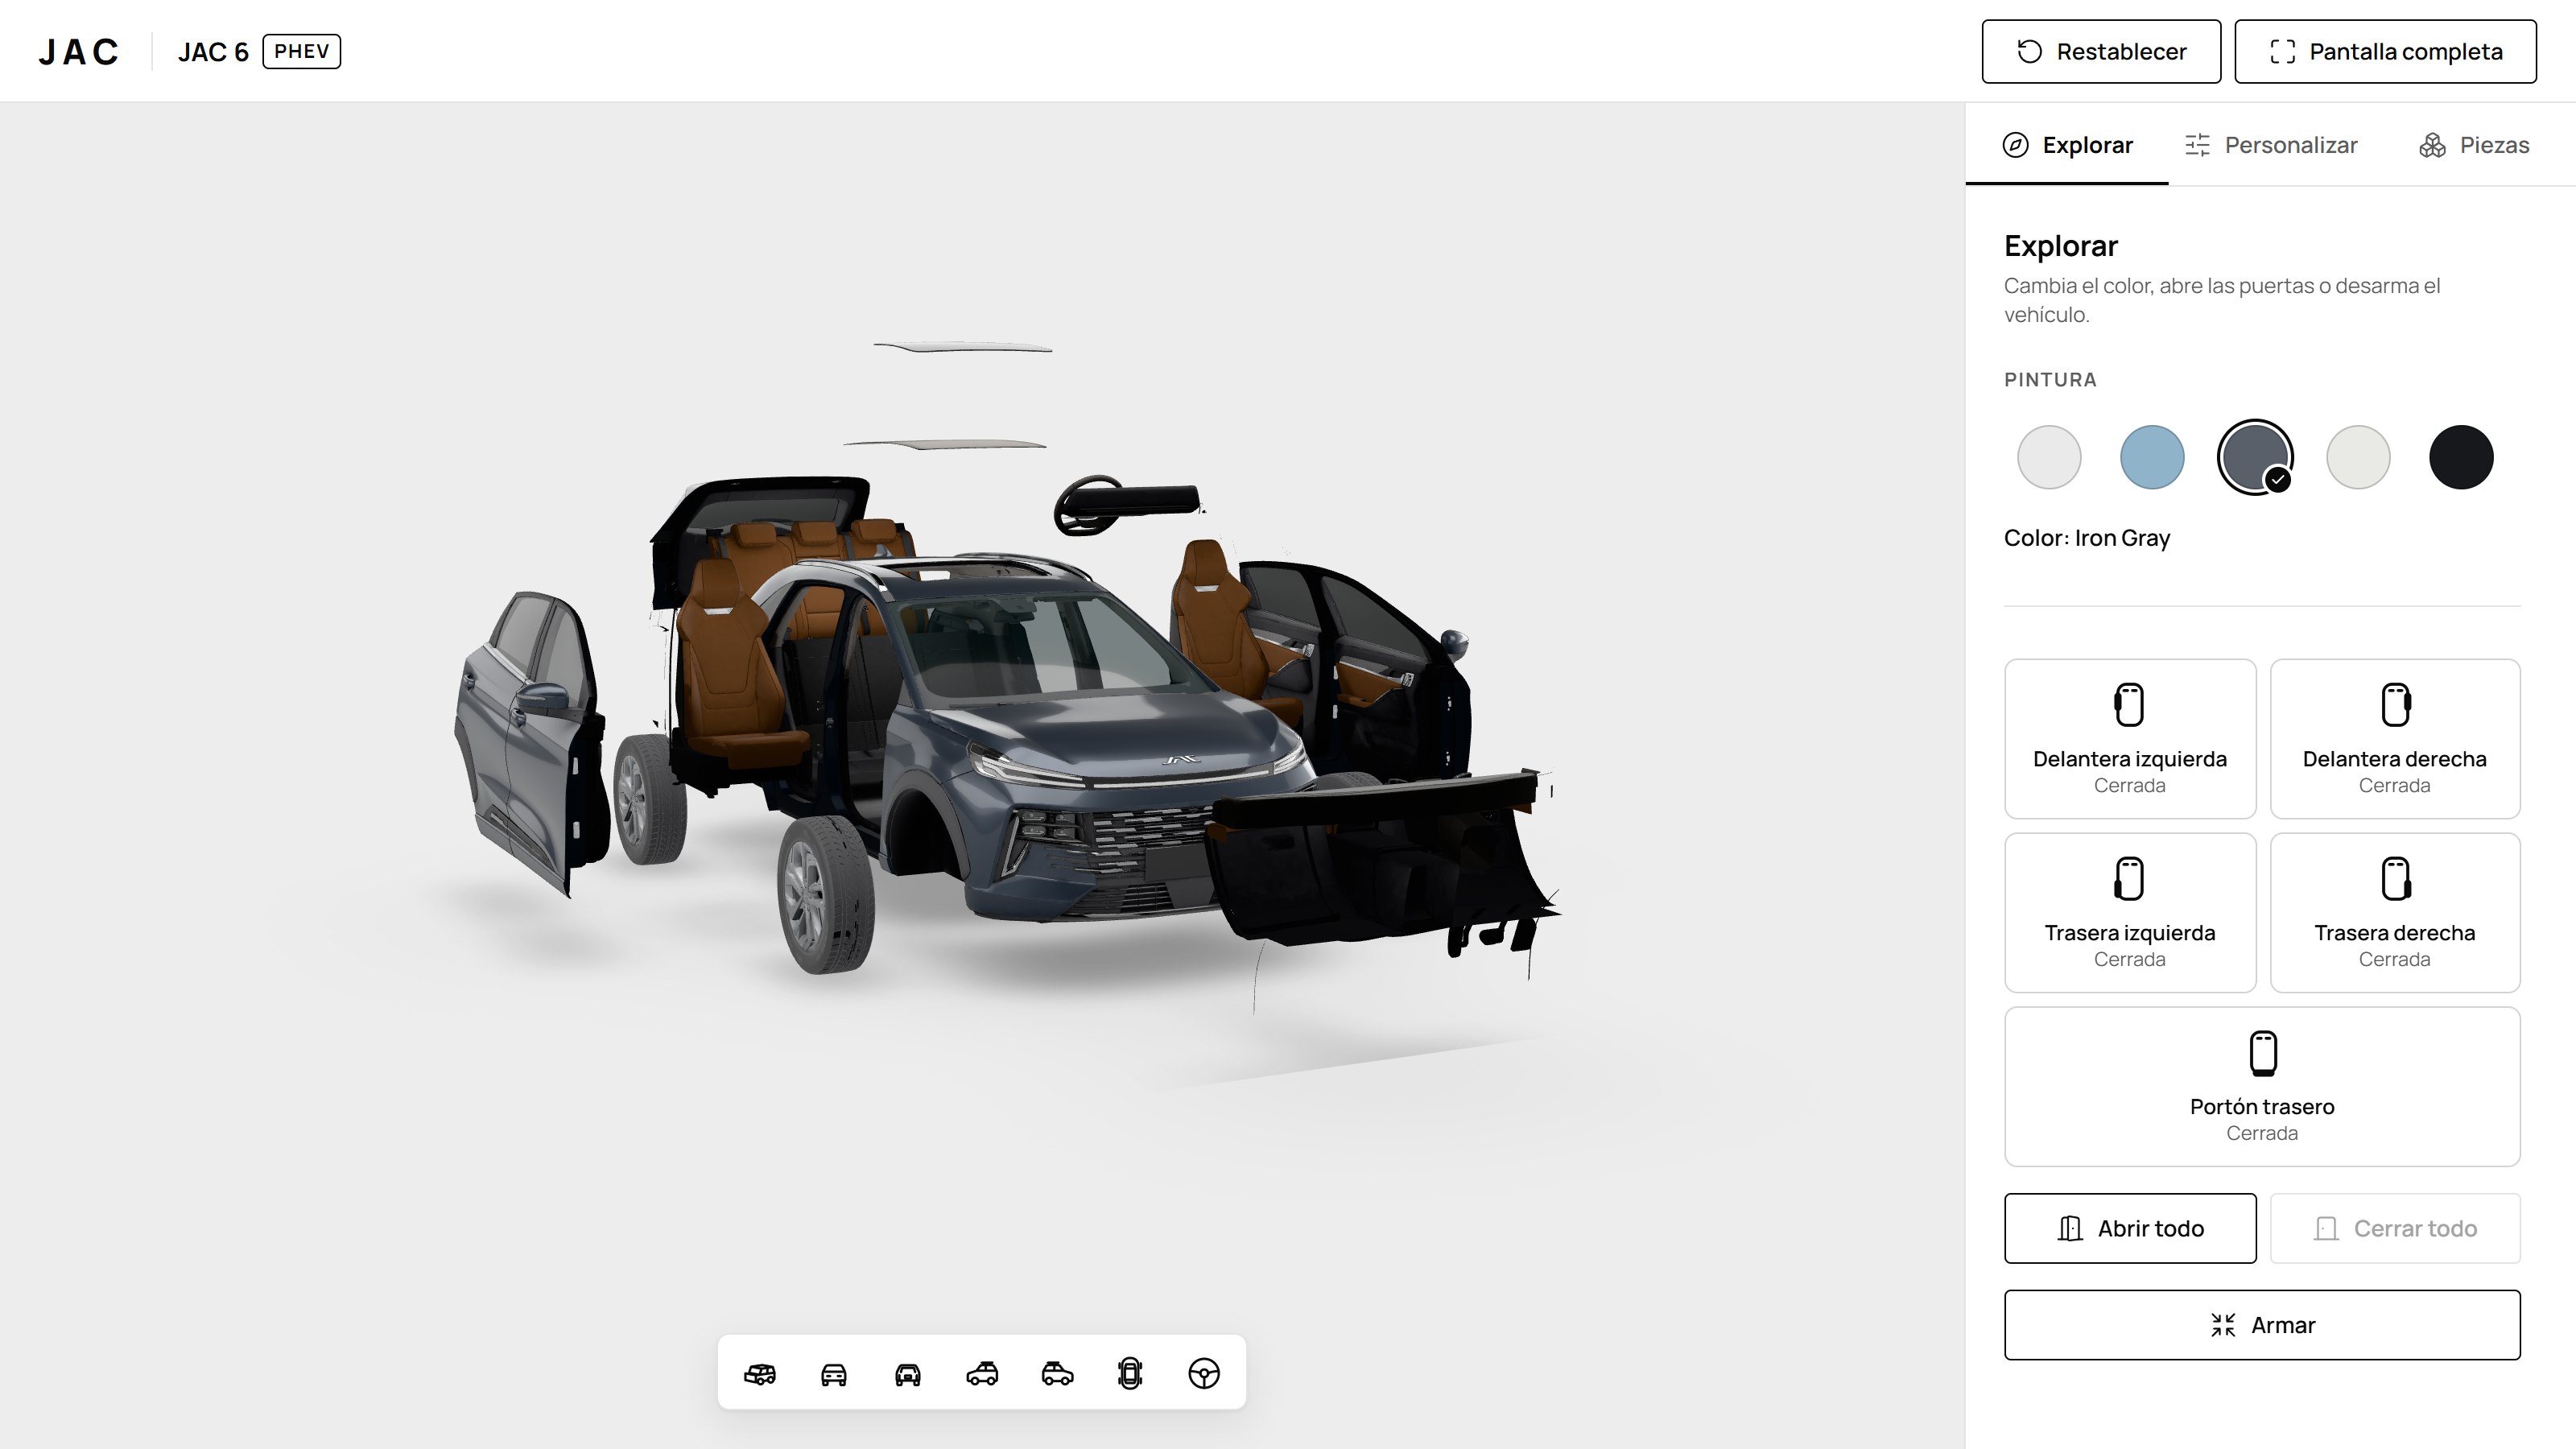 JAC
JAC 6
PHEV
Restablecer
Pantalla completa
Explorar
Personalizar
Piezas
Explorar
Cambia el color, abre las puertas o desarma el
vehículo.
PINTURA
Color: Iron Gray
Delantera izquierda
Cerrada
Delantera derecha
Cerrada
Trasera izquierda
Cerrada
Trasera derecha
Cerrada
Portón trasero
Cerrada
Abrir todo
Cerrar todo
Armar
JAC